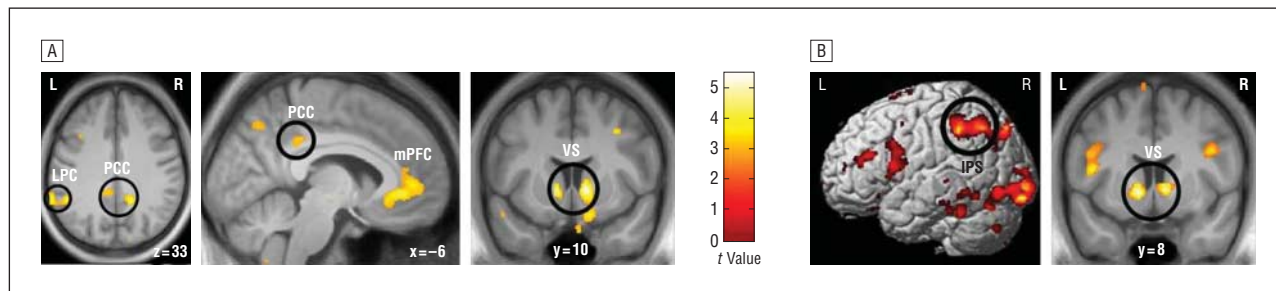 A
L
R
LPC
PCC
z=33
PCC
mPFC
x=–6
VS
y=10
5
4
3
2
1
0
t Value
B
L
R
IPS
L
R
VS
y=8